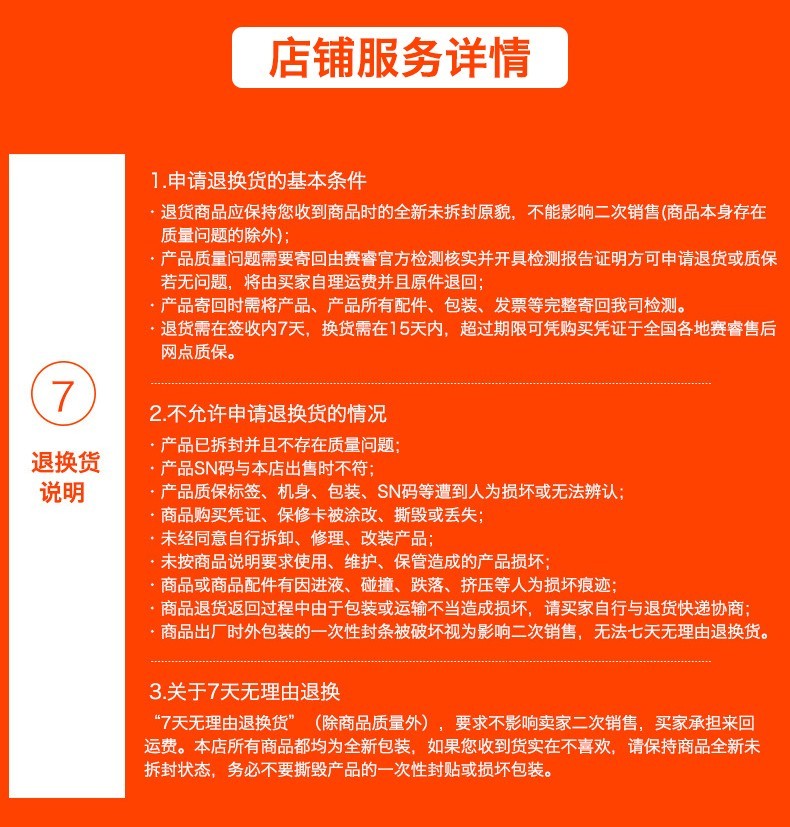 店铺服务详情
7
退换货
说明
1.申请退换货的基本条件
· 退货商品应保持您收到商品时的全新未拆封原貌，不能影响二次销售(商品本身存在
质量问题的除外)；
· 产品质量问题需要寄回由赛睿官方检测核实并开具检测报告证明方可申请退货或质保
若无问题，将由买家自理运费并且原件退回；
· 产品寄回时需将产品、产品所有配件、包装、发票等完整寄回我司检测。
· 退货需在签收内7天，换货需在15天内，超过期限可凭购买凭证于全国各地赛睿售后
网点质保。
2.不允许申请退换货的情况
· 产品已拆封并且不存在质量问题；
· 产品SN码与本店出售时不符；
· 产品质保标签、机身、包装、SN码等遭到人为损坏或无法辨认；
· 商品购买凭证、保修卡被涂改、撕毁或丢失；
· 未经同意自行拆卸、修理、改装产品；
· 未按商品说明要求使用、维护、保管造成的产品损坏；
· 商品或商品配件有因进液、碰撞、跌落、挤压等人为损坏痕迹；
· 商品退货返回过程中由于包装或运输不当造成损坏，请买家自行与退货快递协商；
· 商品出厂时外包装的一次性封条被破坏视为影响二次销售，无法七天无理由退换货。
3.关于7天无理由退换
“7天无理由退换货”（除商品质量外），要求不影响卖家二次销售，买家承担来回
运费。本店所有商品都均为全新包装，如果您收到货实在不喜欢，请保持商品全新未
拆封状态，务必不要撕毁产品的一次性封贴或损坏包装。